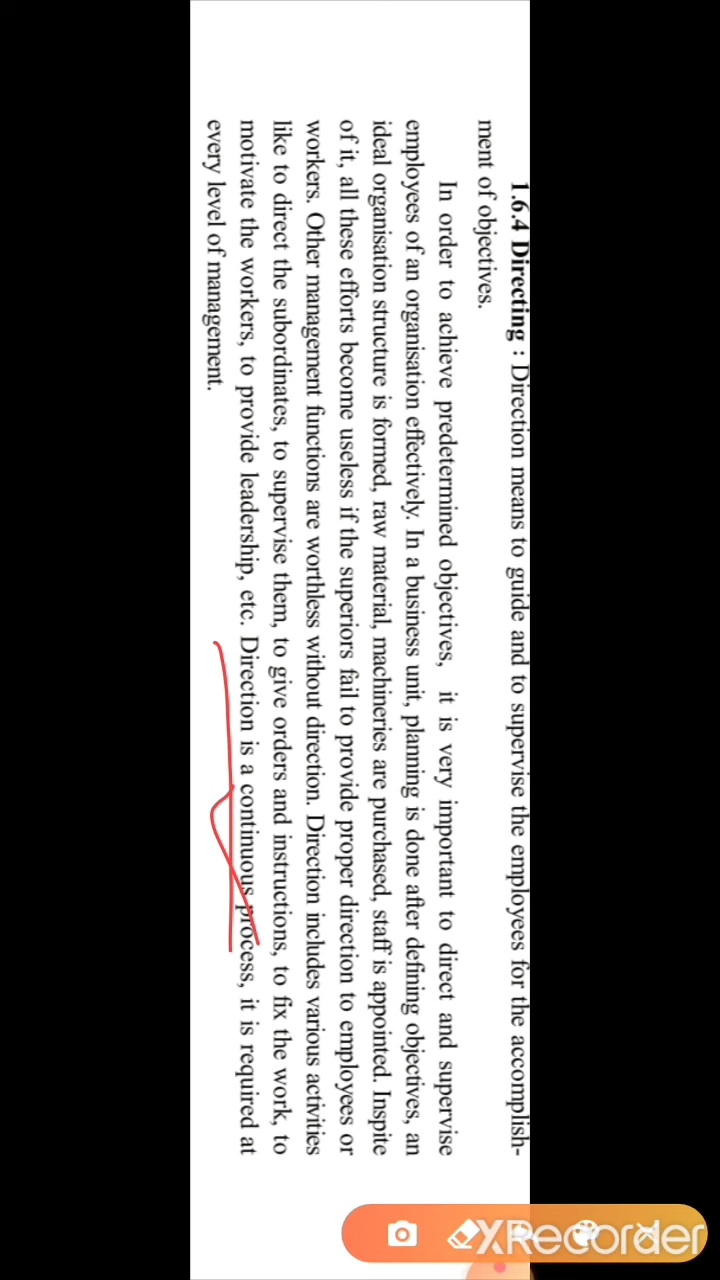 1.6.4 Directing : Direction means to guide and to supervise the employees for the accomplish-
ment of objectives.
In order to achieve predetermined objectives, it is very important to direct and supervise
employees of an organisation effectively. In a business unit, planning is done after defining objectives, an
ideal organisation structure is formed, raw material, machineries are purchased, staff is appointed. Inspite
of it, all these efforts become useless if the superiors fail to provide proper direction to employees or
workers. Other management functions are worthless without direction. Direction includes various activities
like to direct the subordinates, to supervise them, to give orders and instructions, to fix the work, to
motivate the workers, to provide leadership, etc. Direction is a continuous process, it is required at
every level of management.
XRecorder